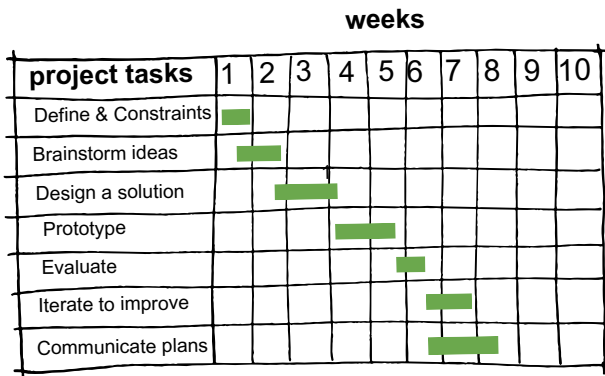 weeks
project tasks 1 2 3 4 5 6 7 8 9 10
Define & Constraints
Brainstorm ideas
Design a solution
Prototype
Evaluate
Iterate to improve
Communicate plans